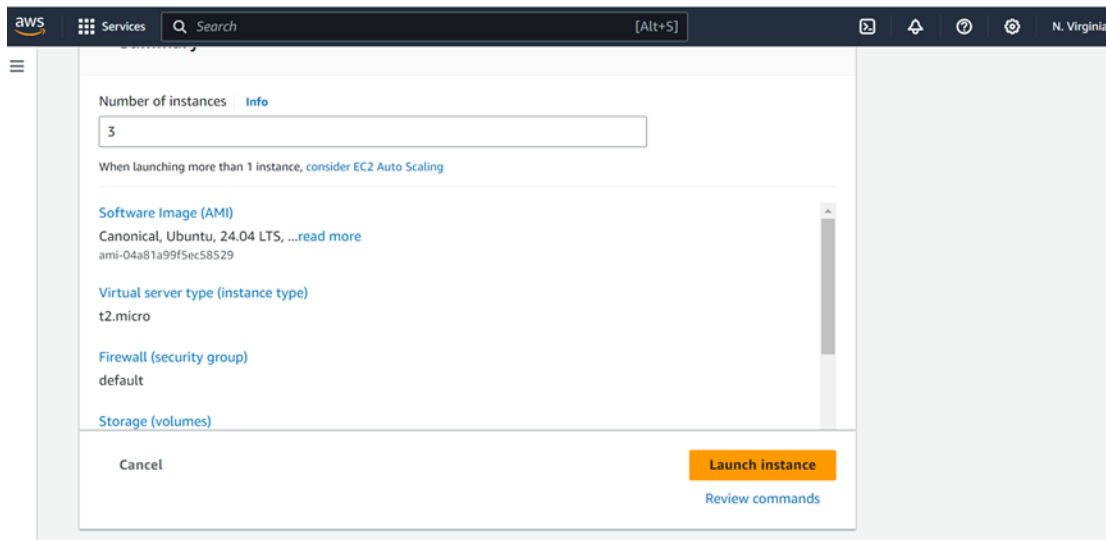 aws Services Search [Alt+S] N. Virginia
Summary
Number of instances Info
3
When launching more than 1 instance, consider EC2 Auto Scaling
Software Image (AMI)
Canonical, Ubuntu, 24.04 LTS, ...read more
ami-04a81a99f5ec58529
Virtual server type (instance type)
t2.micro
Firewall (security group)
default
Storage (volumes)
Cancel Launch instance
Review commands